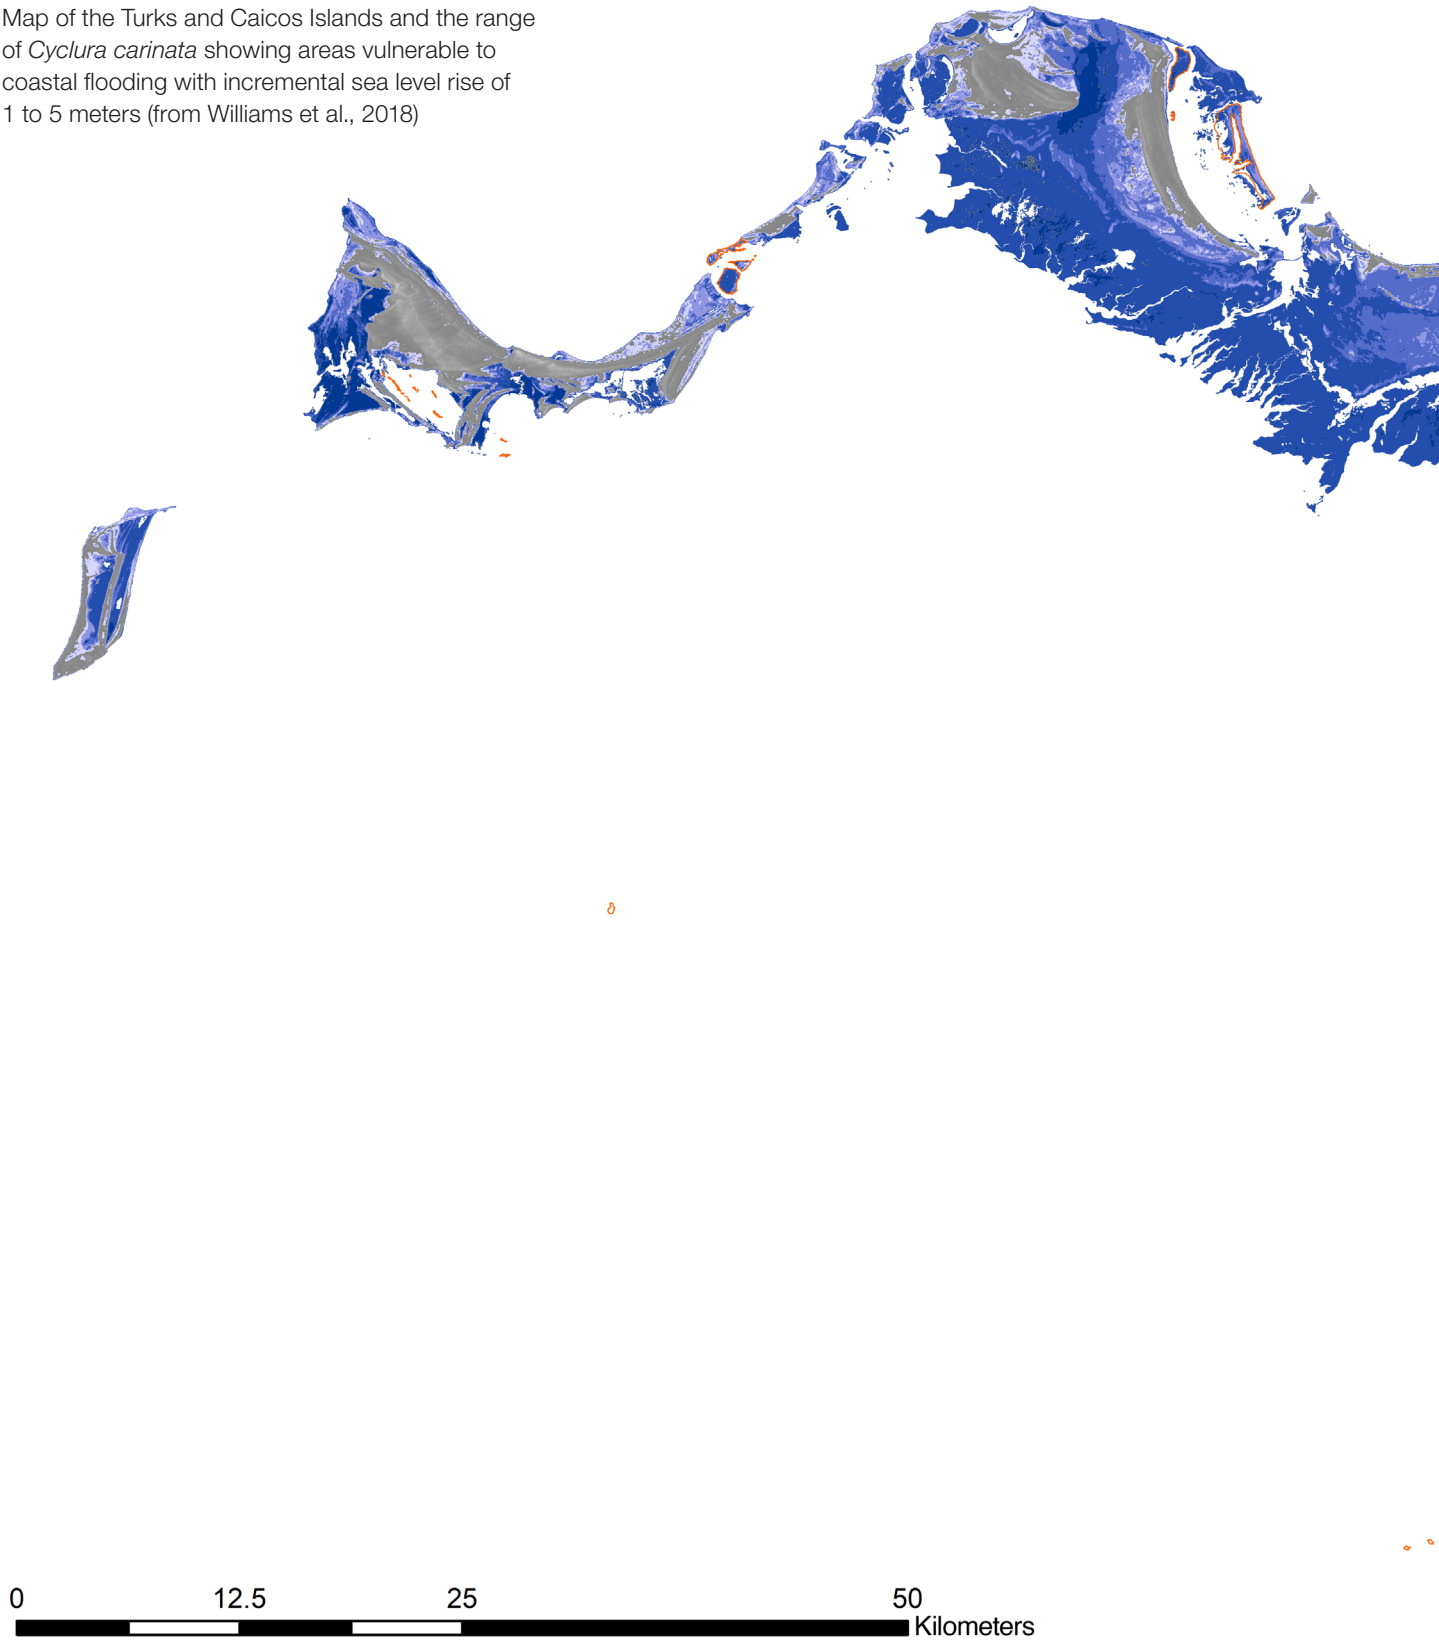 Map of the Turks and Caicos Islands and the range
of Cyclura carinata showing areas vulnerable to
coastal flooding with incremental sea level rise of
1 to 5 meters (from Williams et al., 2018)
0 12.5 25 50
Kilometers